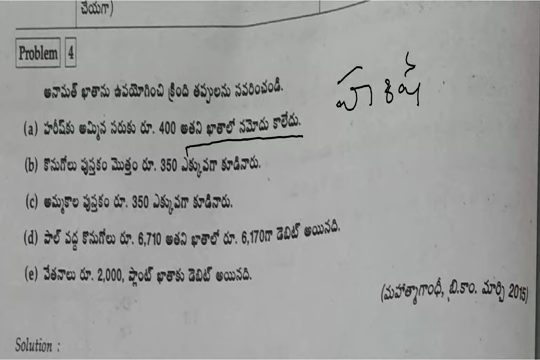 చేయగా)
Problem 4
అనామత్ ఖాతాను ఉపయోగించి క్రింది తప్పులను సవరించండి.
హరీష్
(a) హరీష్‌కు అమ్మిన సరుకు రూ. 400 అతని ఖాతాలో నమోదు కాలేదు.
(b) కొనుగోలు పుస్తకం మొత్తం రూ. 350 ఎక్కువగా కూడినారు.
(c) అమ్మకాల పుస్తకం రూ. 350 ఎక్కువగా కూడినారు.
(d) పాల్ వద్ద కొనుగోలు రూ. 6,710 అతని ఖాతాలో రూ. 6,170గా డెబిట్ అయినది.
(e) వేతనాలు రూ. 2,000, ప్లాంట్ ఖాతాకు డెబిట్ అయినది.
(మహాత్మాగాంధీ, బి.కాం. మార్చి 2015)
Solution :